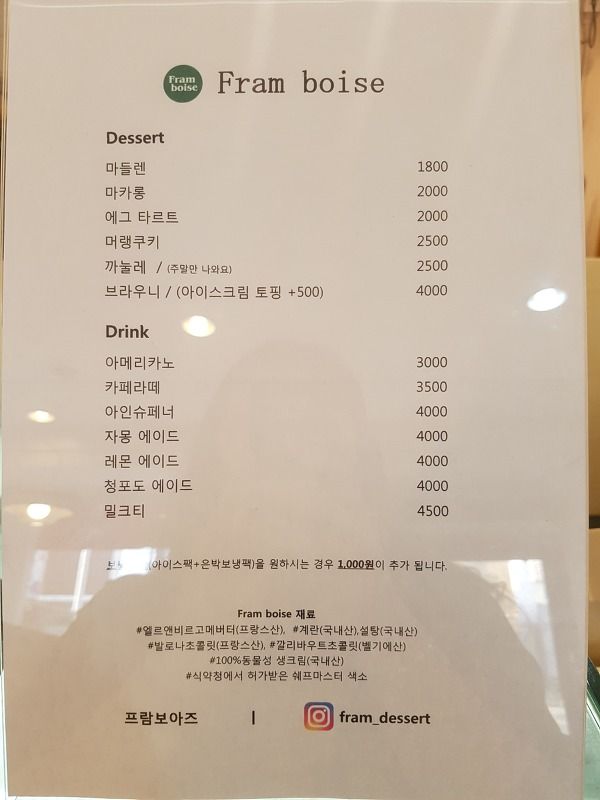 Fram boise
Fram boise
Dessert
마들렌 1800
마카롱 2000
에그 타르트 2000
머랭쿠키 2500
까눌레 / (주말만 나와요) 2500
브라우니 / (아이스크림 토핑 +500) 4000
Drink
아메리카노 3000
카페라떼 3500
아인슈페너 4000
자몽 에이드 4000
레몬 에이드 4000
청포도 에이드 4000
밀크티 4500
(아이스팩+은박보냉팩)을 원하시는 경우 1,000원이 추가 됩니다.
Fram boise 재료
#엘르앤비르고메버터(프랑스산), #계란(국내산),설탕(국내산)
#발로나초콜릿(프랑스산), #깔리바우트초콜릿(벨기에산)
#100%동물성 생크림(국내산)
#식약청에서 허가받은 쉐프마스터 색소
프람보아즈 | fram_dessert